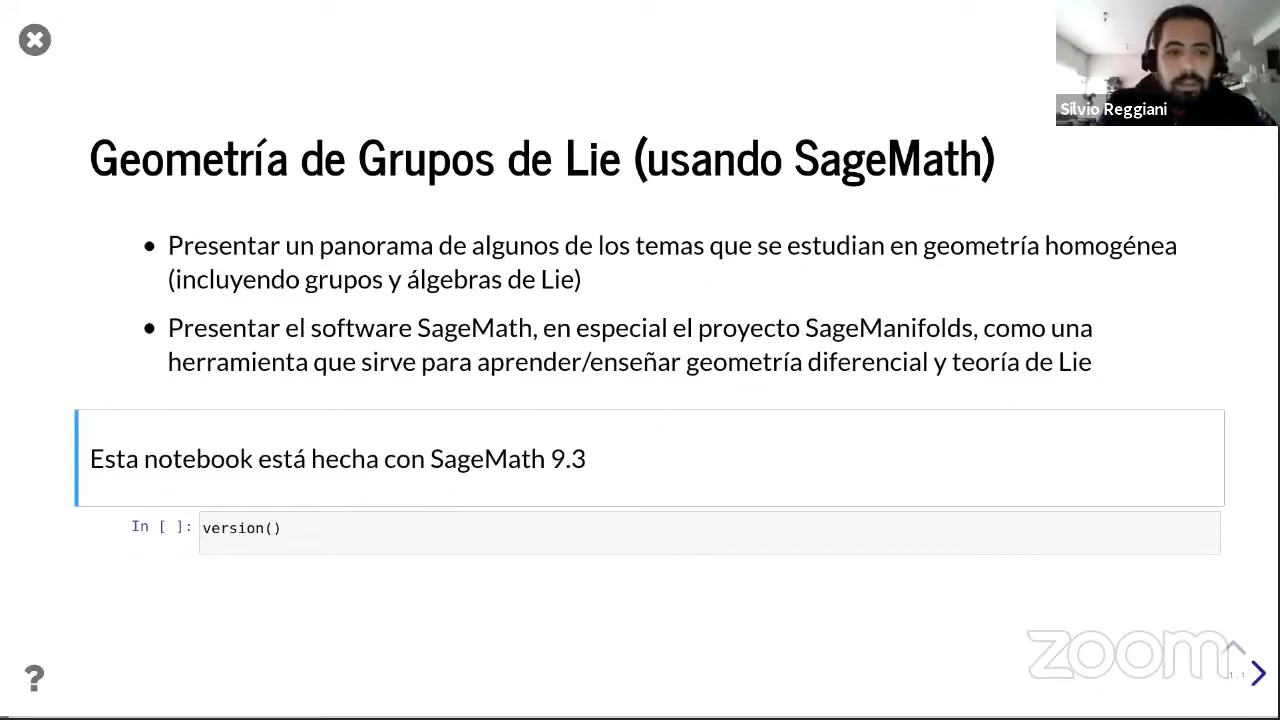 Silvio Reggiani
Geometría de Grupos de Lie (usando SageMath)
Presentar un panorama de algunos de los temas que se estudian en geometría homogénea
(incluyendo grupos y álgebras de Lie)
Presentar el software SageMath, en especial el proyecto SageManifolds, como una
herramienta que sirve para aprender/enseñar geometría diferencial y teoría de Lie
Esta notebook está hecha con SageMath 9.3
In [ ]: version()
zoom
1.1
?